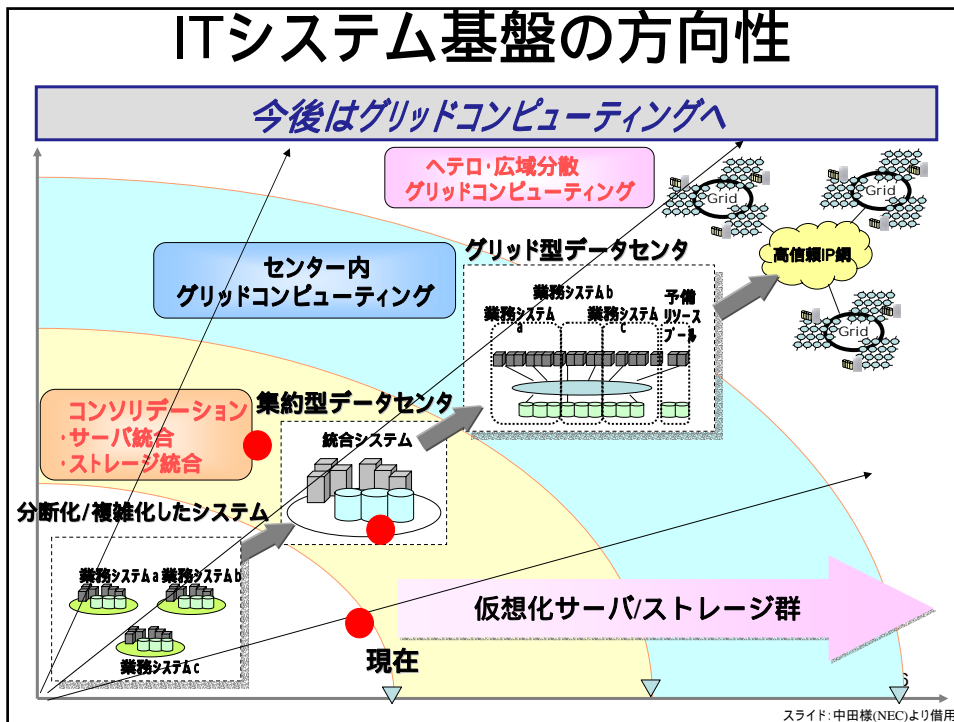 ITシステム基盤の方向性
今後はグリッドコンピューティングへ
ヘテロ・広域分散
グリッドコンピューティング
Grid
Grid
高信頼IP網
Grid
センター内
グリッドコンピューティング
グリッド型データセンタ
業務システムb
業務システム
a
業務システム
c
予備
リソース
プール
コンソリデーション
・サーバ統合
・ストレージ統合
集約型データセンタ
統合システム
分断化/複雑化したシステム
業務システムa 業務システムb
業務システムc
仮想化サーバ/ストレージ群
現在
6
スライド：中田様(NEC)より借用